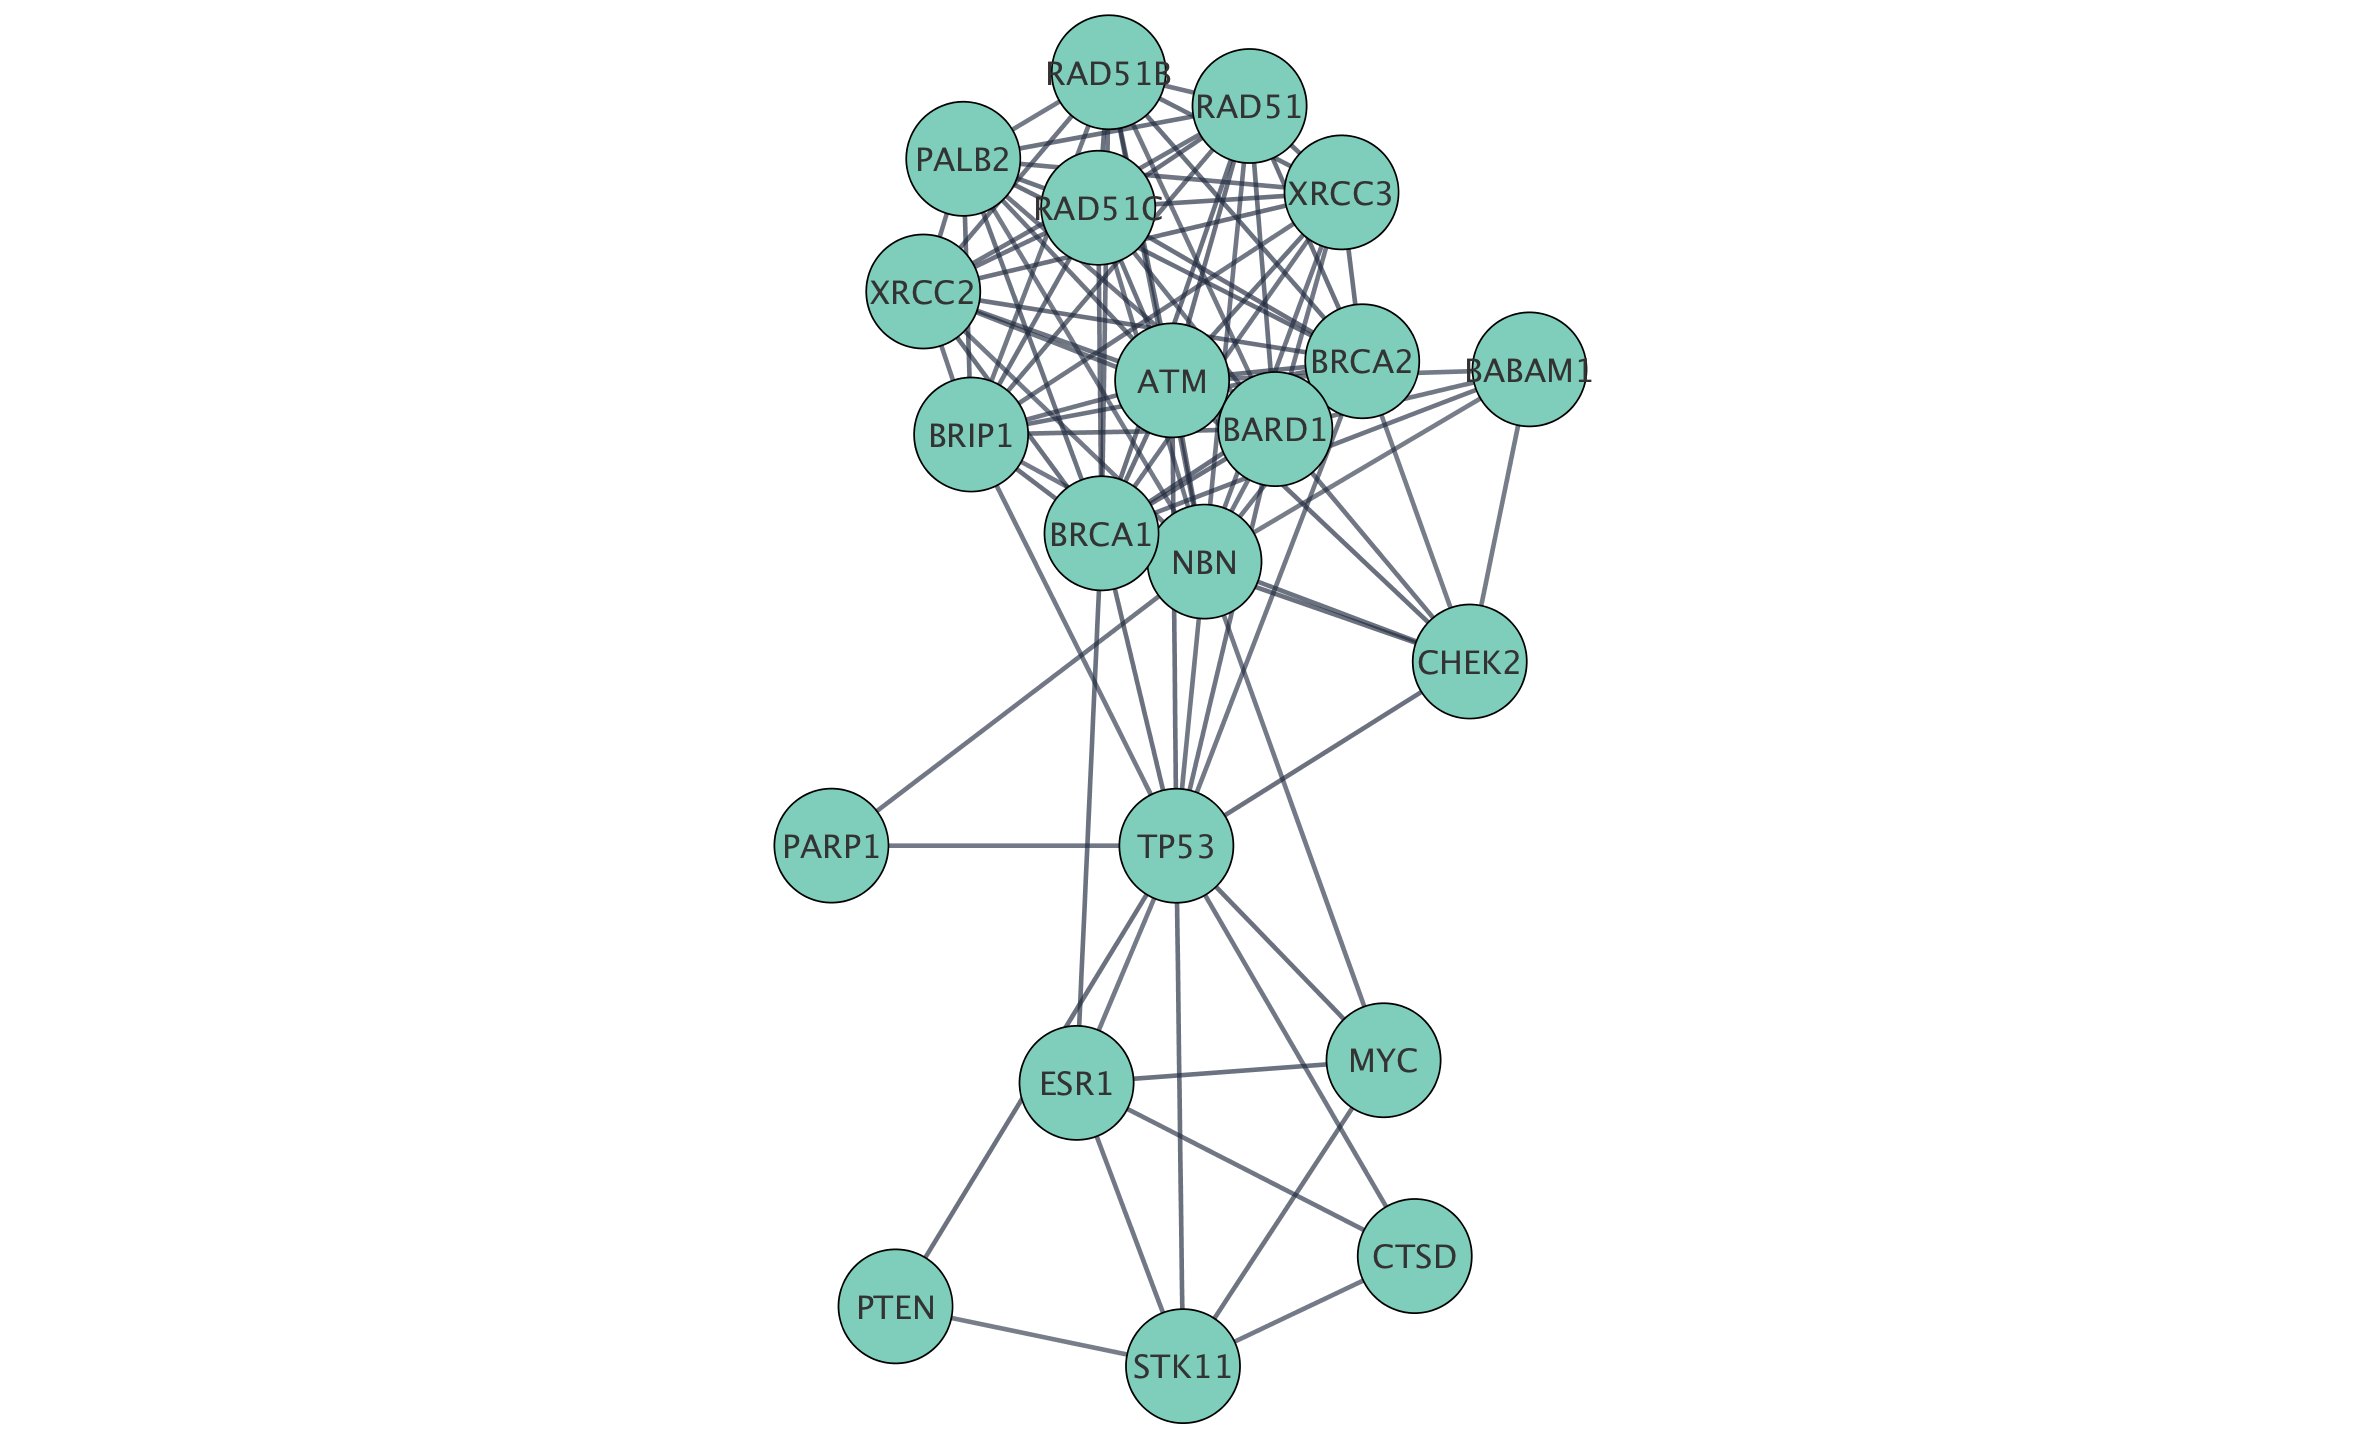 RAD51B
RAD51
PALB2
XRCC3
RAD51C
XRCC2
BRCA2
BABAM1
ATM
BARD1
BRIP1
BRCA1
NBN
CHEK2
PARP1
TP53
MYC
ESR1
CTSD
PTEN
STK11